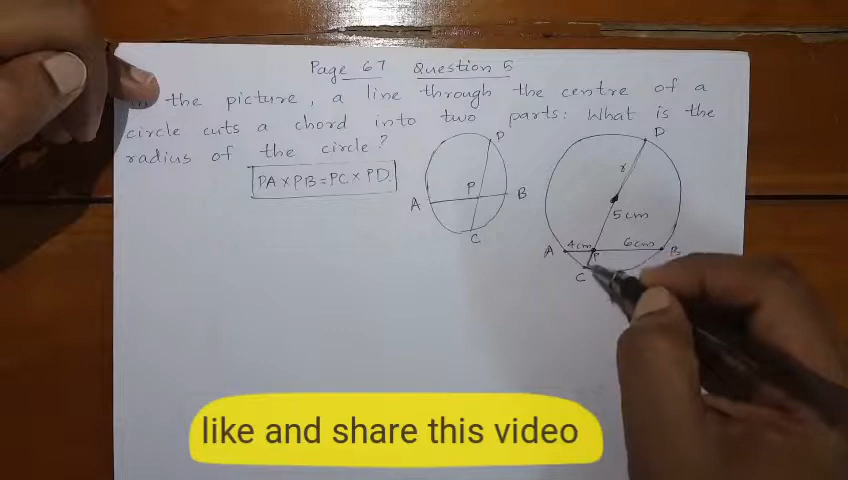 Page 67 Question 5
the picture, a line through the centre of a
circle cuts a chord into two parts: What is the
radius of the circle?
PA×PB=PC×PD.
D
P
A
B
C
D
r
5cm
4cm
6cm
A
P
B
C
like and share this video